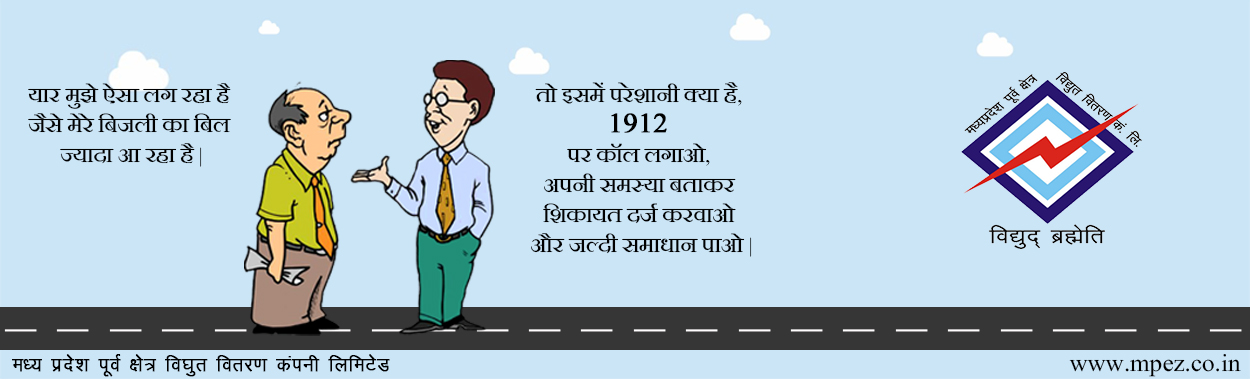 यार मुझे ऐसा लग रहा है
जैसे मेरे बिजली का बिल
ज्यादा आ रहा है |
तो इसमें परेशानी क्या है,
1912
पर कॉल लगाओ,
अपनी समस्या बताकर
शिकायत दर्ज करवाओ
और जल्दी समाधान पाओ |
मध्यप्रदेश पूर्व क्षेत्र
विद्युत वितरण कं. लि.
विद्युद् ब्रह्मेति
मध्य प्रदेश पूर्व क्षेत्र विघुत वितरण कंपनी लिमिटेड
www.mpez.co.in